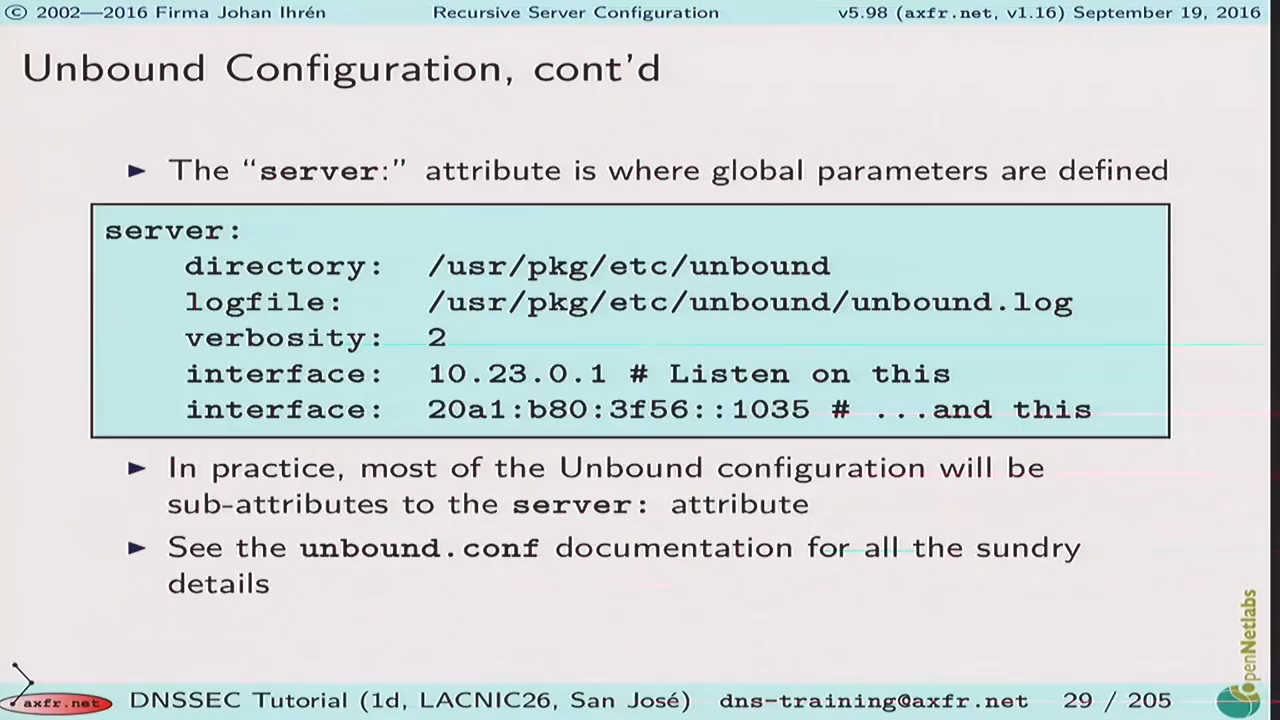 © 2002—2016 Firma Johan Ihrén Recursive Server Configuration v5.98 (axfr.net, v1.16) September 19, 2016
Unbound Configuration, cont’d
► The “server:” attribute is where global parameters are defined
server:
directory: /usr/pkg/etc/unbound
logfile: /usr/pkg/etc/unbound/unbound.log
verbosity: 2
interface: 10.23.0.1 # Listen on this
interface: 20a1:b80:3f56::1035 # ...and this
► In practice, most of the Unbound configuration will be
sub-attributes to the server: attribute
► See the unbound.conf documentation for all the sundry
details
OpenNetlabs
axfr.net DNSSEC Tutorial (1d, LACNIC26, San José) dns-training@axfr.net 29 / 205